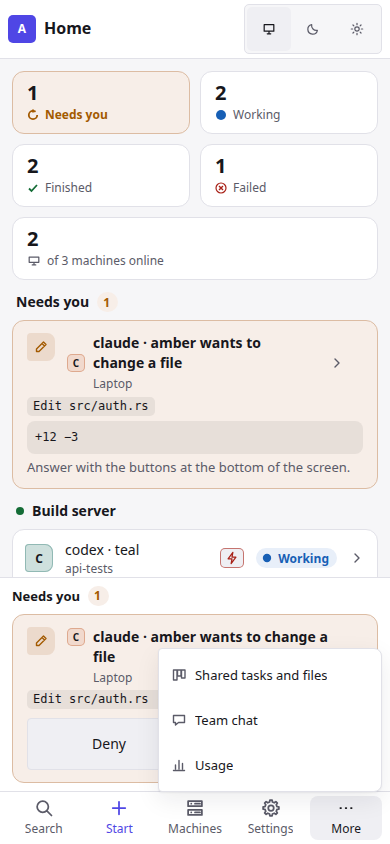 A Home
1
Needs you
2
Working
2
Finished
1
Failed
2
of 3 machines online
Needs you 1
claude · amber wants to
C change a file
Laptop
Edit src/auth.rs
+12 −3
Answer with the buttons at the bottom of the screen.
Build server
C codex · teal
api-tests
Working
Needs you 1
C claude · amber wants to change a
file
Laptop
Edit src/auth.rs
Deny
Shared tasks and files
Team chat
Usage
Search Start Machines Settings More